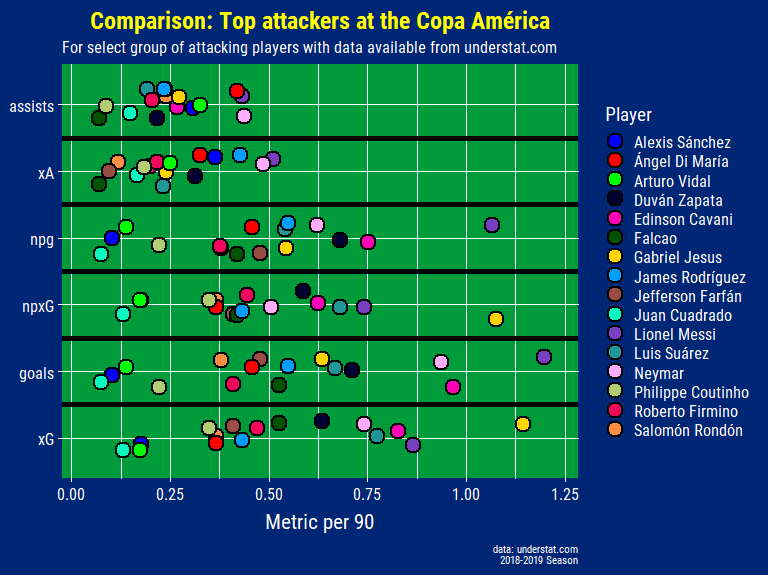 Comparison: Top attackers at the Copa América
For select group of attacking players with data available from understat.com
assists
xA
npg
npxG
goals
xG
0.00 0.25 0.50 0.75 1.00 1.25
Metric per 90
Player
Alexis Sánchez
Ángel Di María
Arturo Vidal
Duván Zapata
Edinson Cavani
Falcao
Gabriel Jesus
James Rodríguez
Jefferson Farfán
Juan Cuadrado
Lionel Messi
Luis Suárez
Neymar
Philippe Coutinho
Roberto Firmino
Salomón Rondón
data: understat.com
2018-2019 Season